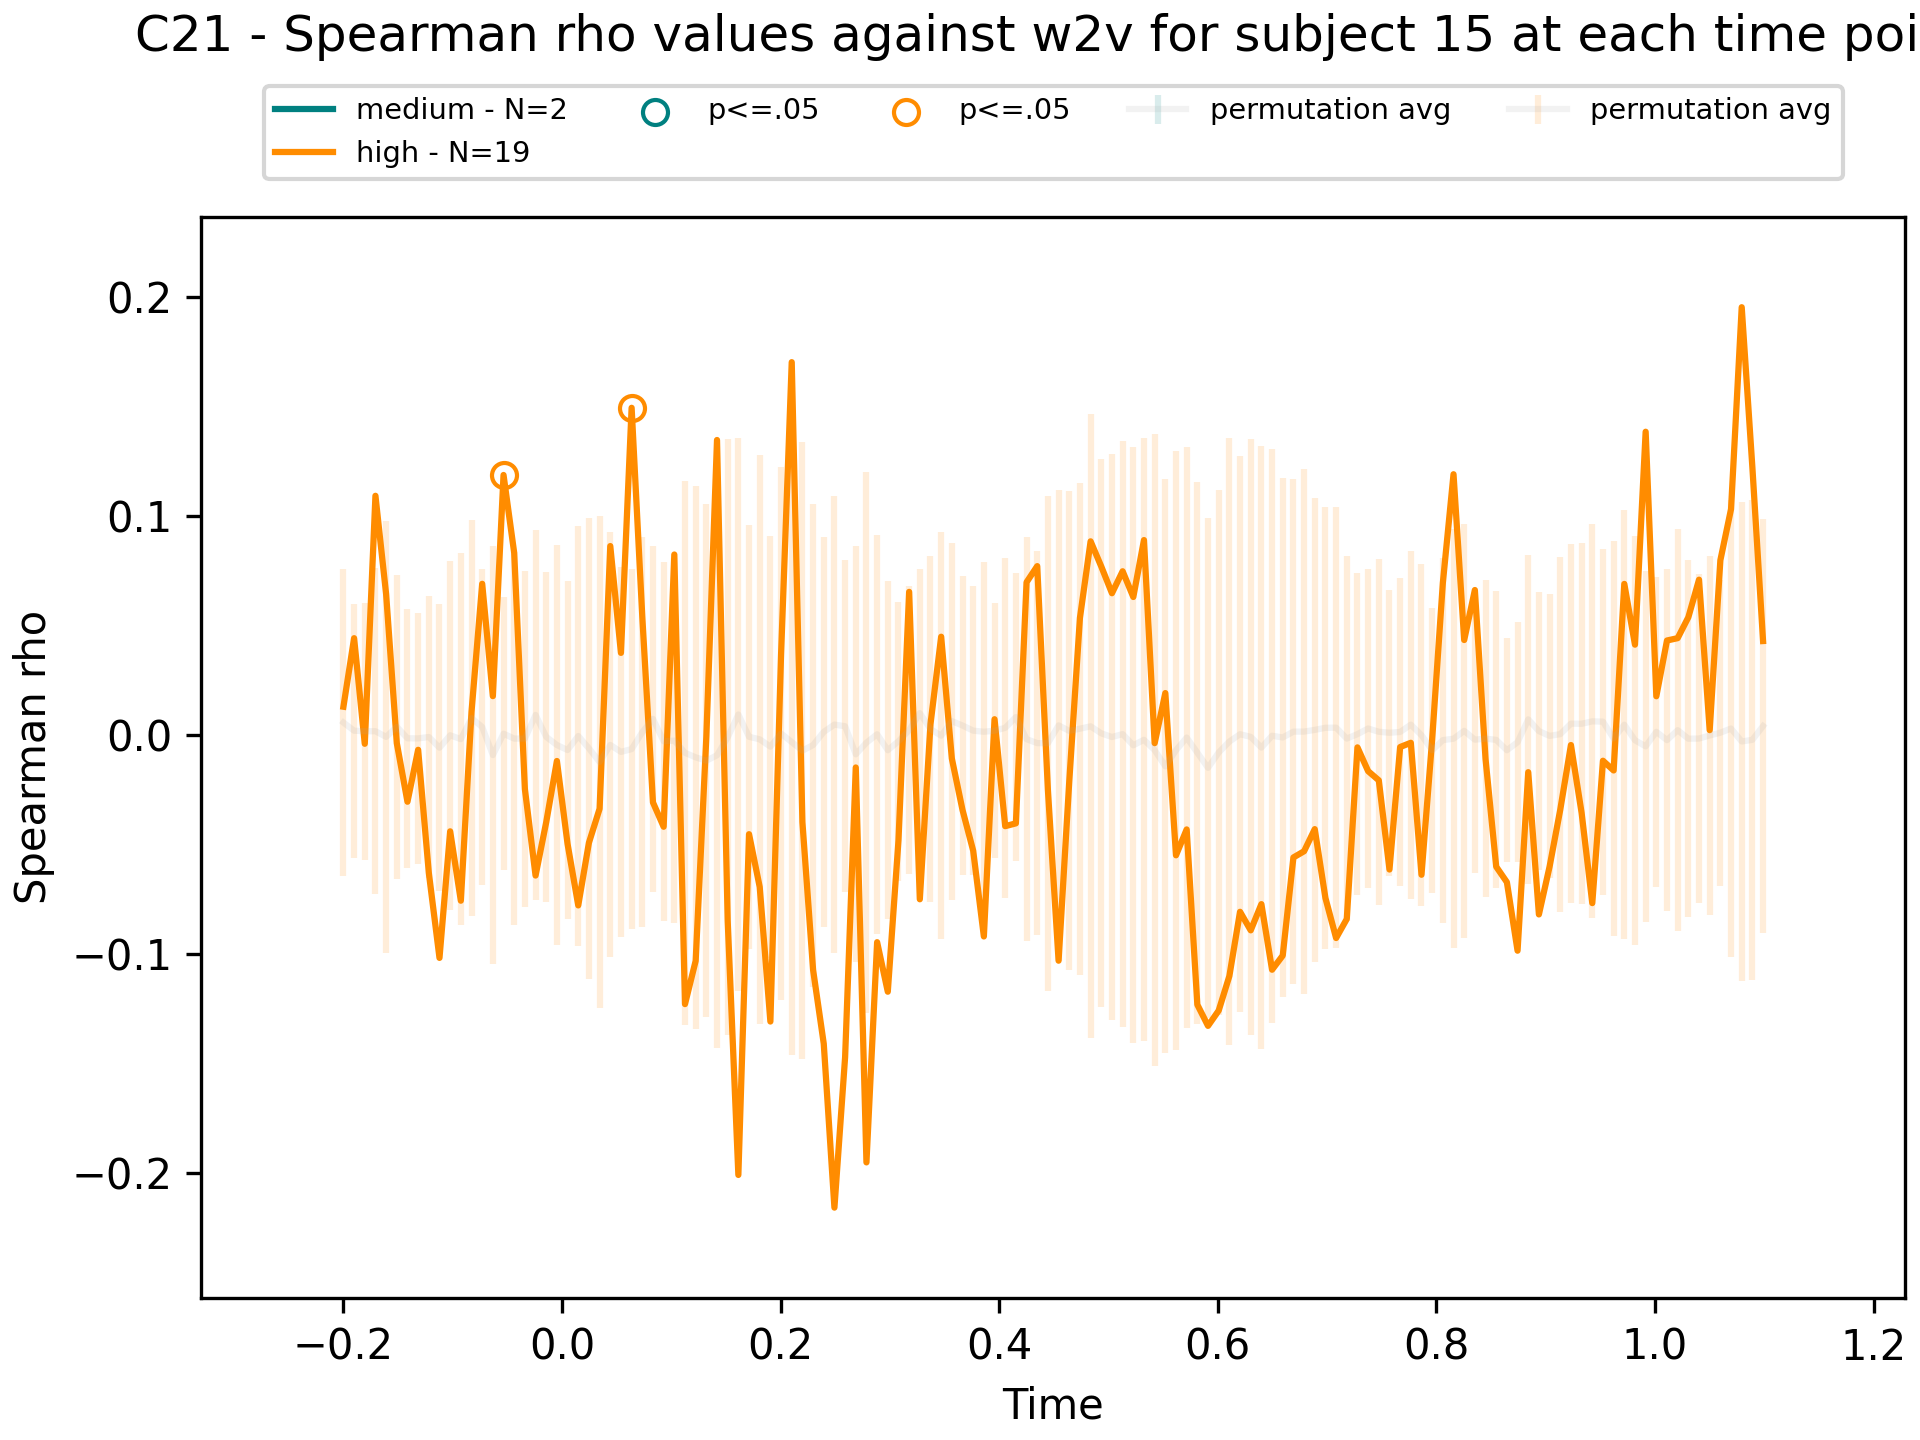 C21 - Spearman rho values against w2v for subject 15 at each time poi
medium - N=2
high - N=19
p<=.05
p<=.05
permutation avg
permutation avg
Spearman rho
0.2
0.1
0.0
−0.1
−0.2
−0.2 0.0 0.2 0.4 0.6 0.8 1.0 1.2
Time